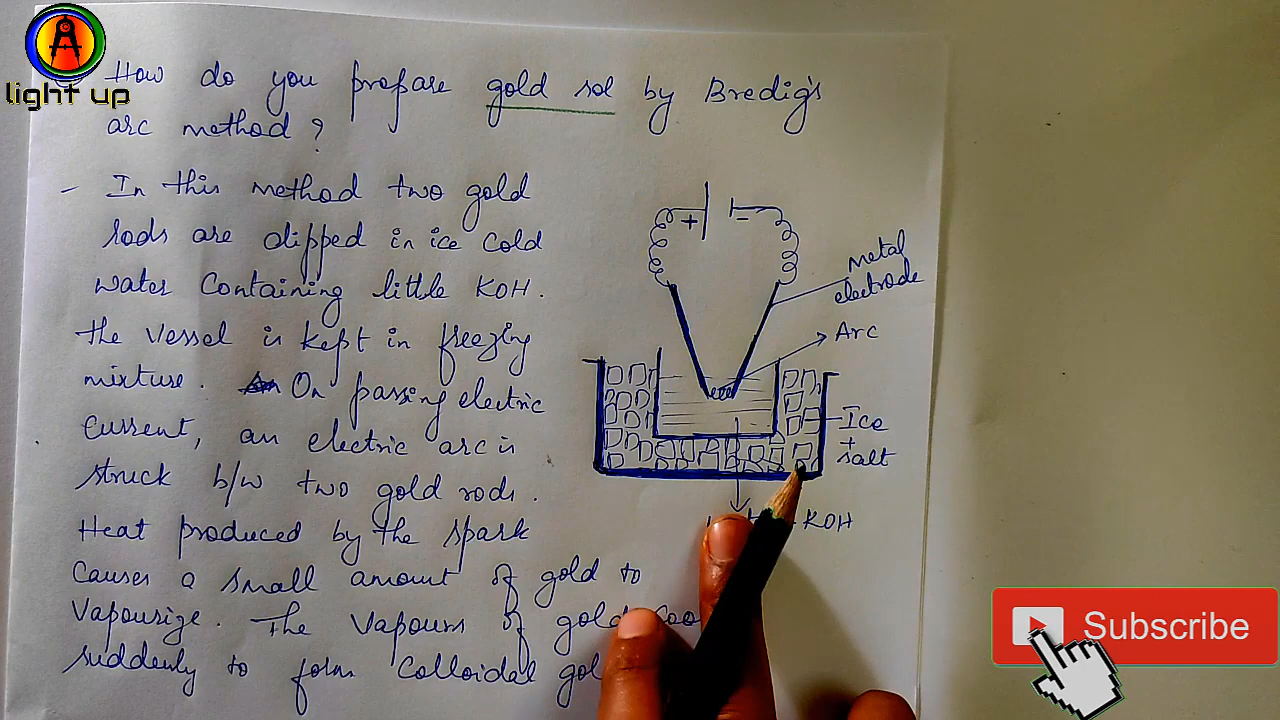 light up
How do you prepare gold sol by Bredig's
arc method ?
- In this method two gold
rods are dipped in ice cold
water containing little KOH.
the vessel is kept in freezing
mixture. On passing electric
current, an electric arc is
struck b/w two gold rods.
Heat produced by the spark
causes a small amount of gold to
vapourize. The vapours of gold
suddenly to form colloidal
+ -
metal
electrode
Arc
Ice
+
salt
KOH
Subscribe